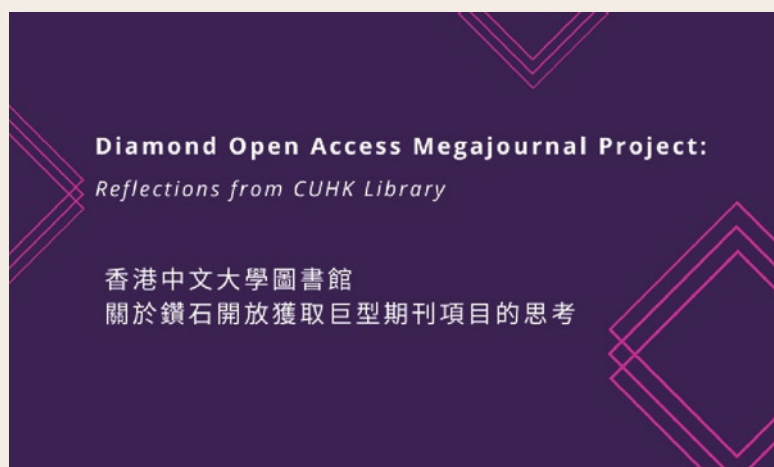 Diamond Open Access Megajournal Project:
Reflections from CUHK Library
香港中文大學圖書館
關於鑽石開放獲取巨型期刊項目的思考